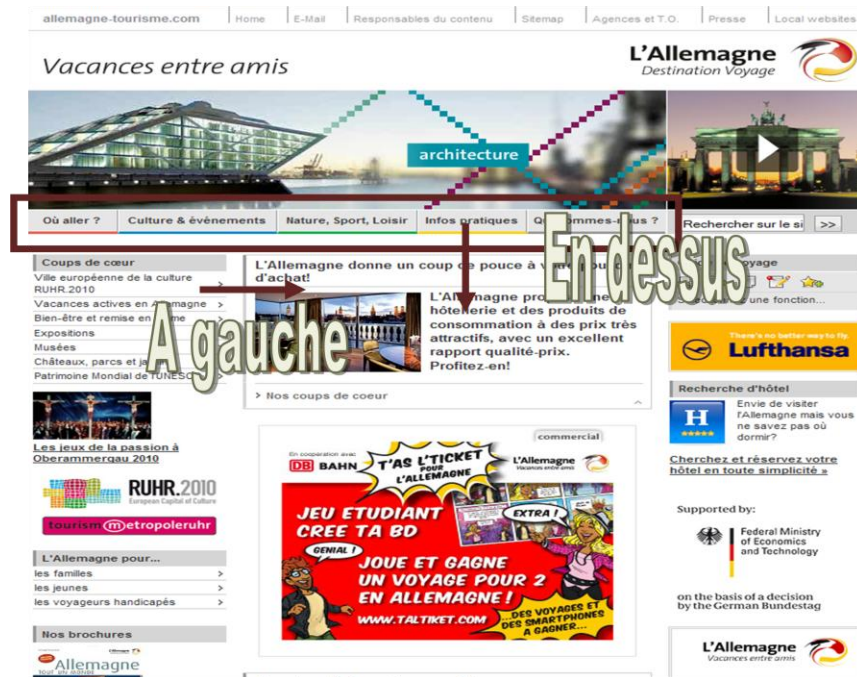 allemagne-tourisme.com
Home
E-Mail
Responsables du contenu
Sitemap
Agences et T.O.
Presse
Local websites
Vacances entre amis
L'Allemagne
Destination Voyage
architecture
Où aller ?
Culture & événements
Nature, Sport, Loisir
Infos pratiques
? 
Rechercher sur le si
>>
En dessus
A gauche
Coups de cœur
Ville européenne de la culture
RUHR.2010
Vacances actives en
Bien-être et remise en
Expositions
Musées
Châteaux, parcs et
Patrimoine Mondial de
L'Allemagne donne un coup de pouce à
d'achat!
hôtellerie et des produits de
consommation à des prix très
attractifs, avec un excellent
rapport qualité-prix.
Profitez-en!
> Nos coups de coeur
une fonction...
There's no better way to fly.
Lufthansa
Recherche d'hôtel
H
Envie de visiter
l'Allemagne mais vous
ne savez pas où
dormir?
Cherchez et réservez votre
hôtel en toute simplicité »
Les jeux de la passion à
Oberammergau 2010
RUHR.2010
European Capital of Culture
tourism metropoleruhr
L'Allemagne pour...
les familles
les jeunes
les voyageurs handicapés
Nos brochures
Allemagne
commercial
En cooperation avec
DB BAHN
T'AS L'TICKET
POUR
L'ALLEMAGNE
L'Allemagne
Vacances entre amis
JEU ETUDIANT
CREE TA BD
GENIAL !
EXTRA !
JOUE ET GAGNE
UN VOYAGE POUR 2
EN ALLEMAGNE !
WWW.TALTIKET.COM
...DES VOYAGES ET
DES SMARTPHONES
A GAGNER...
Supported by:
Federal Ministry
of Economics
and Technology
on the basis of a decision
by the German Bundestag
L'Allemagne
Vacances entre amis